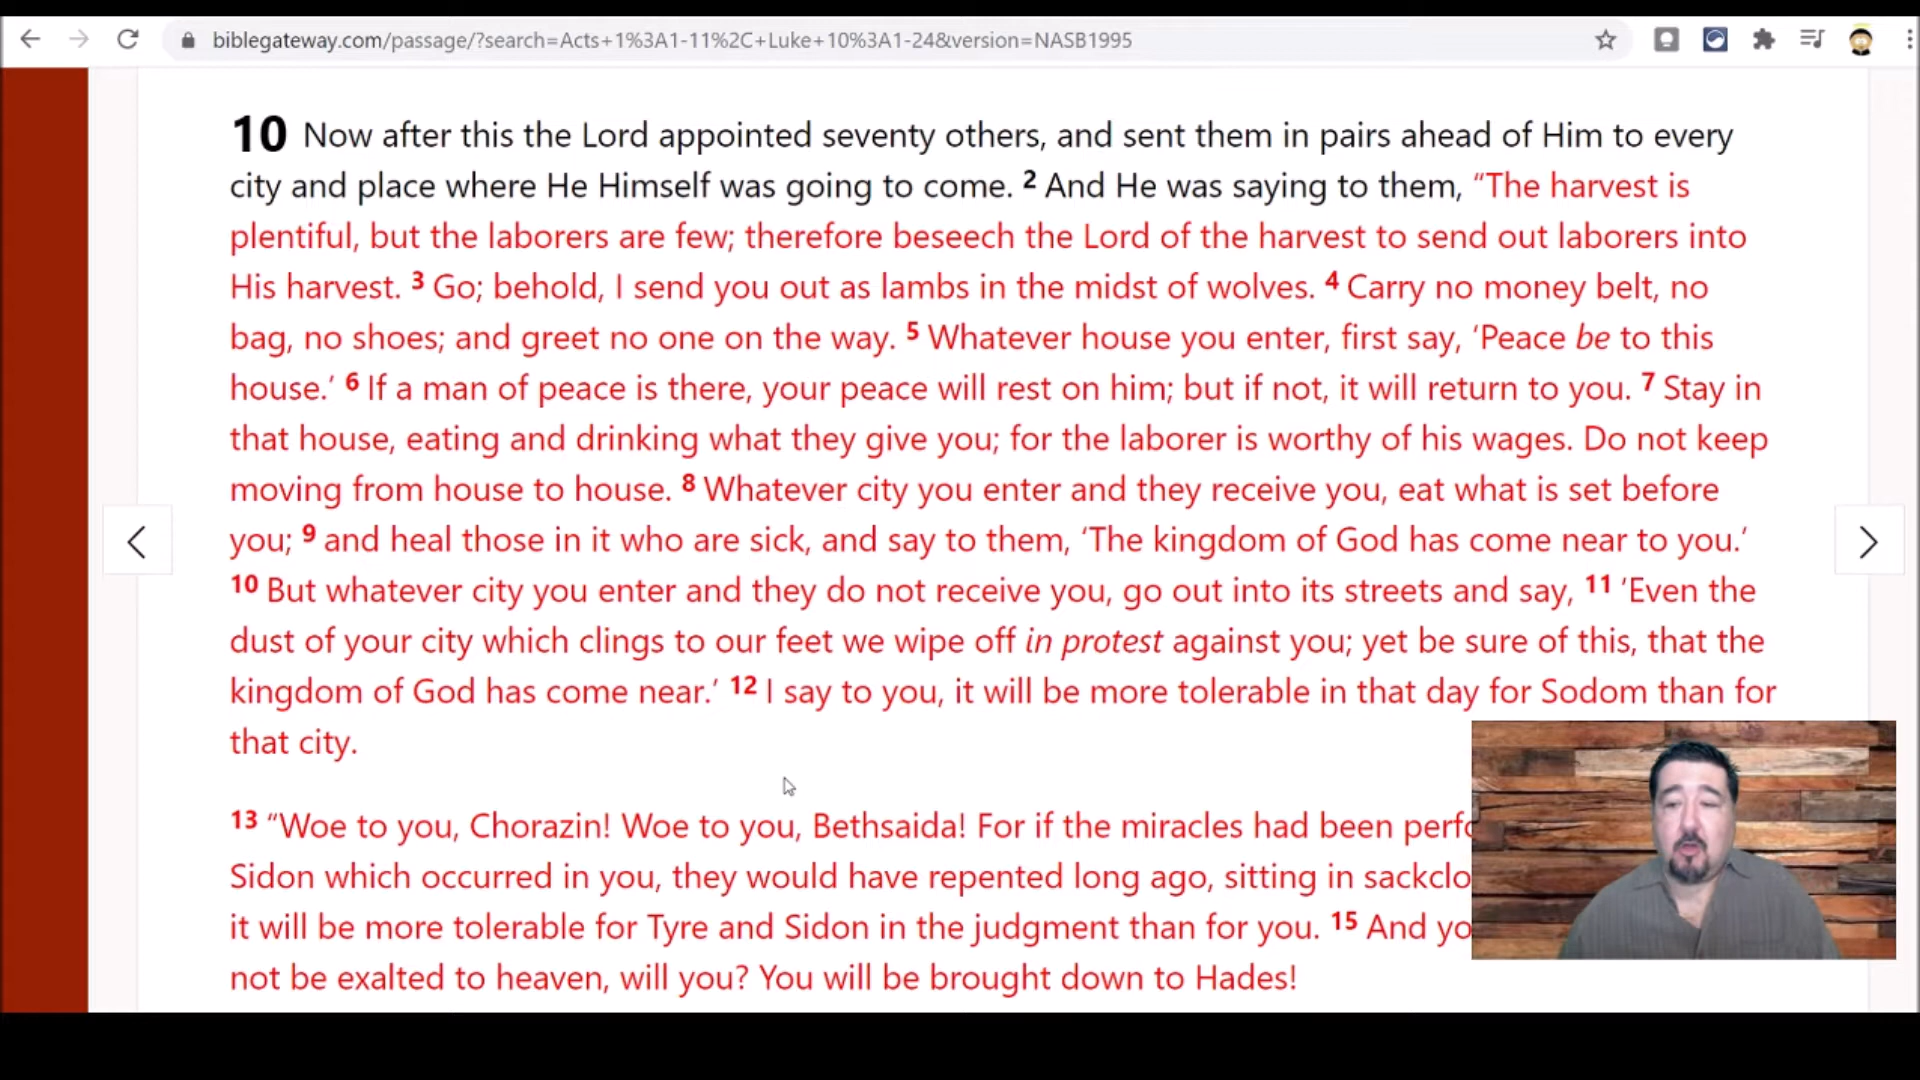 biblegateway.com/passage/?search=Acts+1%3A1-11%2C+Luke+10%3A1-24&version=NASB1995
10 Now after this the Lord appointed seventy others, and sent them in pairs ahead of Him to every
city and place where He Himself was going to come. 2 And He was saying to them, “The harvest is
plentiful, but the laborers are few; therefore beseech the Lord of the harvest to send out laborers into
His harvest. 3 Go; behold, I send you out as lambs in the midst of wolves. 4 Carry no money belt, no
bag, no shoes; and greet no one on the way. 5 Whatever house you enter, first say, ‘Peace be to this
house.’ 6 If a man of peace is there, your peace will rest on him; but if not, it will return to you. 7 Stay in
that house, eating and drinking what they give you; for the laborer is worthy of his wages. Do not keep
moving from house to house. 8 Whatever city you enter and they receive you, eat what is set before
you; 9 and heal those in it who are sick, and say to them, ‘The kingdom of God has come near to you.’
10 But whatever city you enter and they do not receive you, go out into its streets and say, 11 ‘Even the
dust of your city which clings to our feet we wipe off in protest against you; yet be sure of this, that the
kingdom of God has come near.’ 12 I say to you, it will be more tolerable in that day for Sodom than for
that city.
13 “Woe to you, Chorazin! Woe to you, Bethsaida! For if the miracles had been perfo
Sidon which occurred in you, they would have repented long ago, sitting in sackclo
it will be more tolerable for Tyre and Sidon in the judgment than for you. 15 And yo
not be exalted to heaven, will you? You will be brought down to Hades!